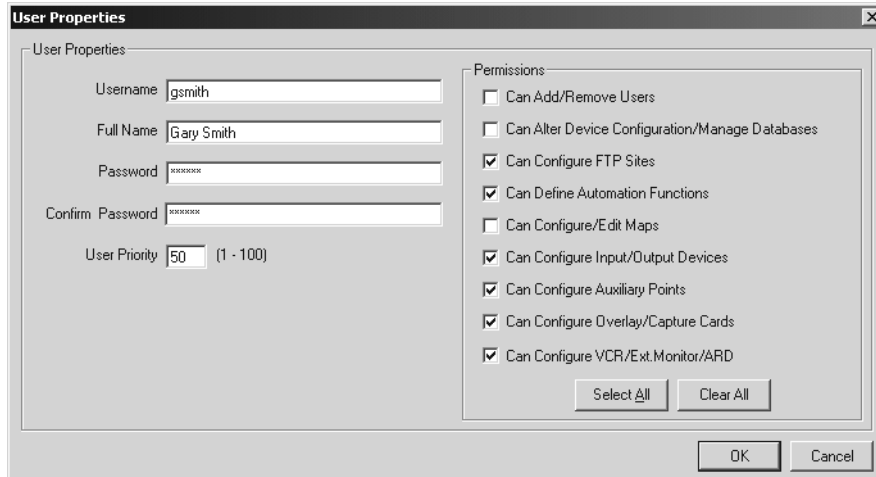 User Properties
User Properties
Username gsmith
Full Name Gary Smith
Password ××××××
Confirm Password ××××××
User Priority 50 (1 - 100)
Permissions
Can Add/Remove Users
Can Alter Device Configuration/Manage Databases
Can Configure FTP Sites
Can Define Automation Functions
Can Configure/Edit Maps
Can Configure Input/Output Devices
Can Configure Auxiliary Points
Can Configure Overlay/Capture Cards
Can Configure VCR/Ext.Monitor/ARD
Select All Clear All
OK Cancel